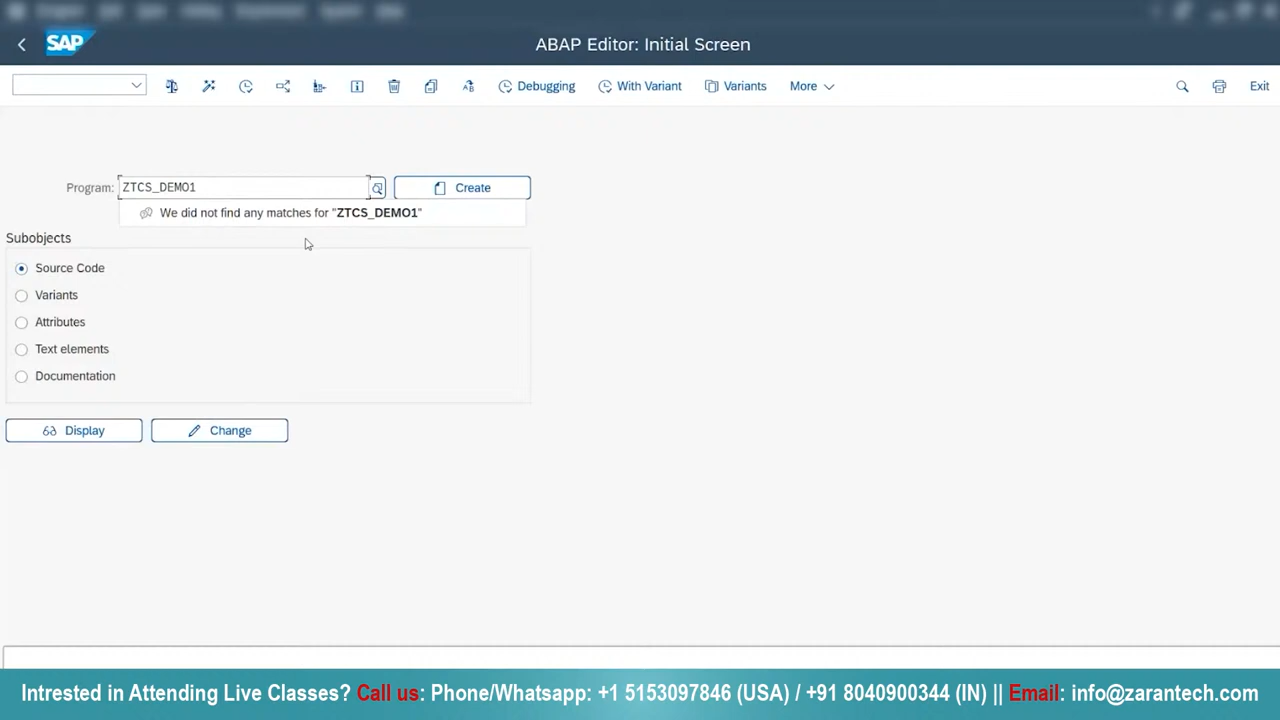 SAP
ABAP Editor: Initial Screen
Debugging
With Variant
Variants
More
Exit
Program: ZTCS_DEMO1
Create
We did not find any matches for "ZTCS_DEMO1"
Subobjects
Source Code
Variants
Attributes
Text elements
Documentation
Display
Change
Intrested in Attending Live Classes? Call us: Phone/Whatsapp: +1 5153097846 (USA) / +91 8040900344 (IN) || Email: info@zarantech.com